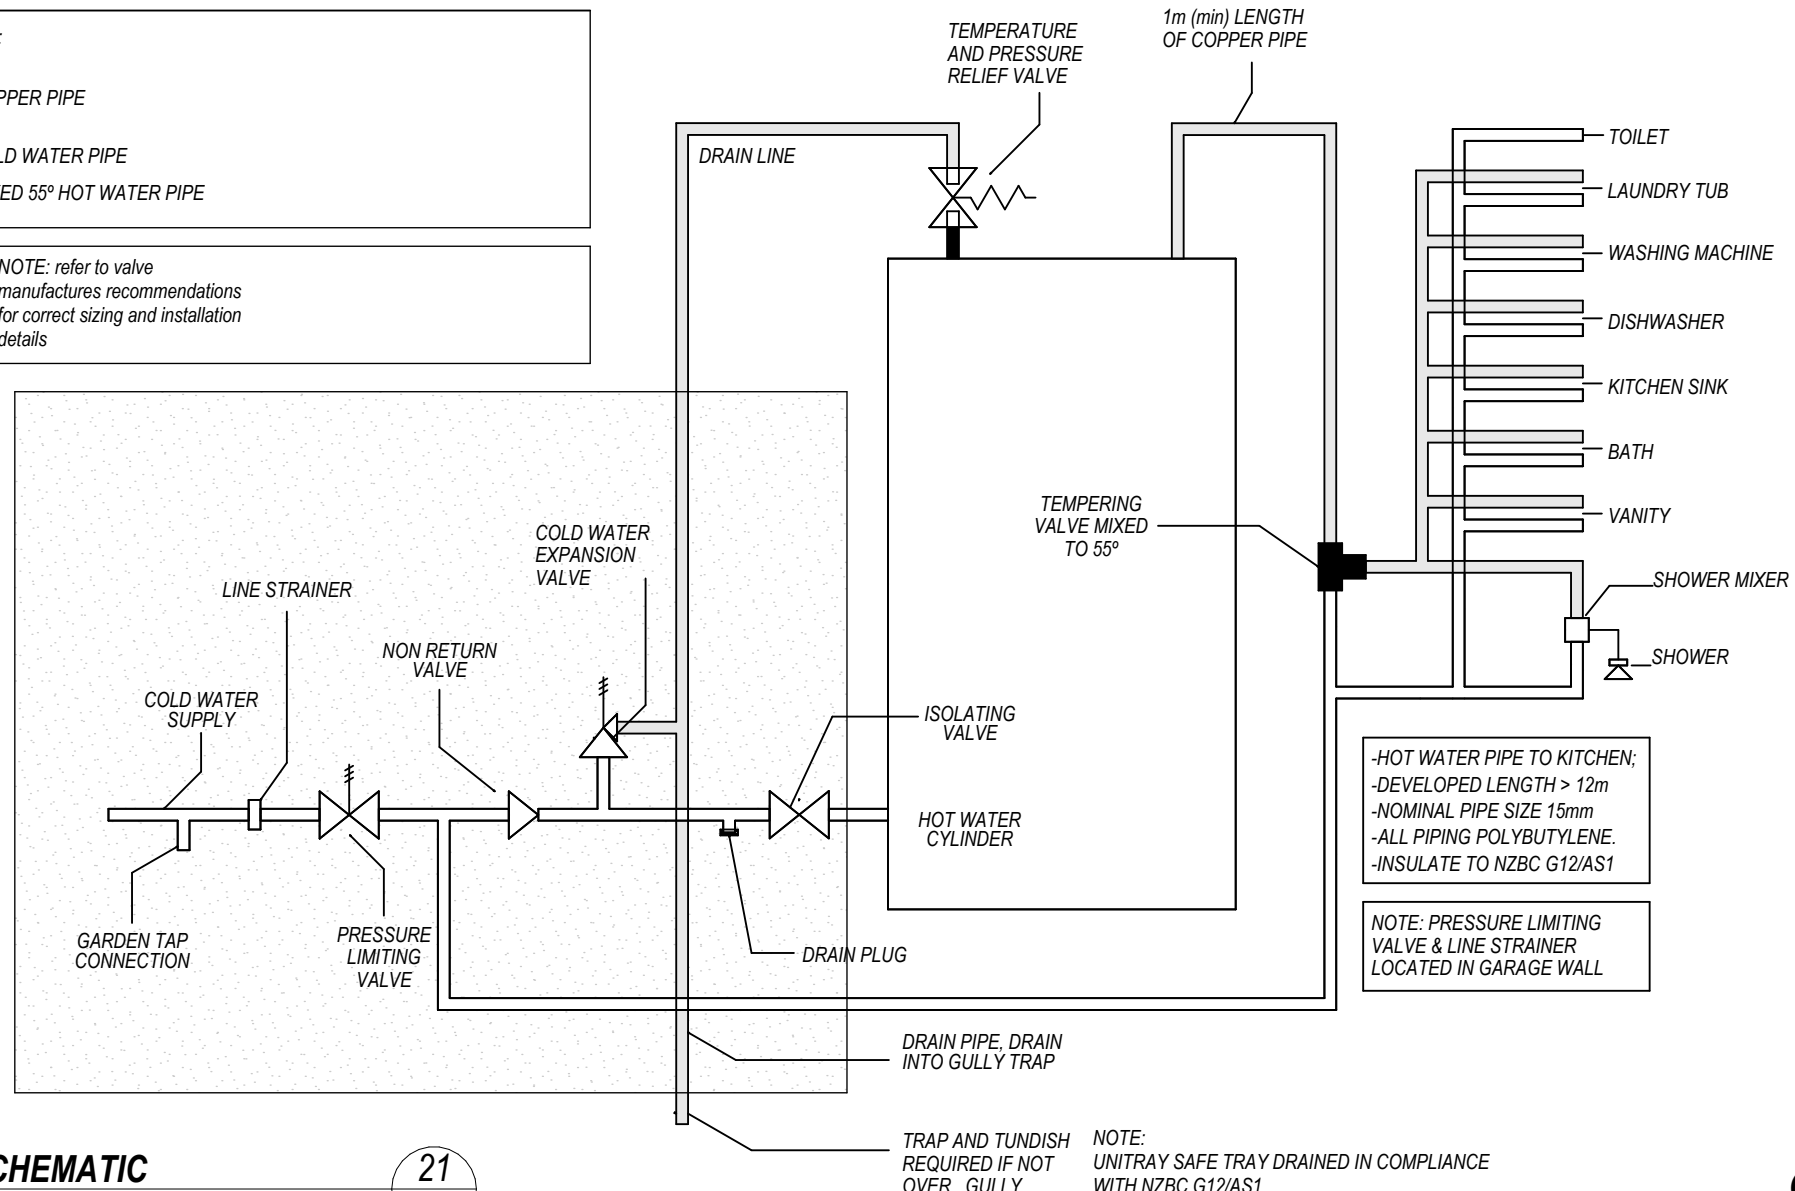 PPER PIPE
LD WATER PIPE
ED 55º HOT WATER PIPE
NOTE: refer to valve
manufactures recommendations
for correct sizing and installation
details
TEMPERATURE
AND PRESSURE
RELIEF VALVE
1m (min) LENGTH
OF COPPER PIPE
DRAIN LINE
TOILET
LAUNDRY TUB
WASHING MACHINE
DISHWASHER
KITCHEN SINK
BATH
VANITY
SHOWER MIXER
SHOWER
TEMPERING
VALVE MIXED
TO 55º
COLD WATER
EXPANSION
VALVE
LINE STRAINER
NON RETURN
VALVE
COLD WATER
SUPPLY
ISOLATING
VALVE
HOT WATER
CYLINDER
GARDEN TAP
CONNECTION
PRESSURE
LIMITING
VALVE
DRAIN PLUG
-HOT WATER PIPE TO KITCHEN;
-DEVELOPED LENGTH > 12m
-NOMINAL PIPE SIZE 15mm
-ALL PIPING POLYBUTYLENE.
-INSULATE TO NZBC G12/AS1
NOTE: PRESSURE LIMITING
VALVE & LINE STRAINER
LOCATED IN GARAGE WALL
DRAIN PIPE, DRAIN
INTO GULLY TRAP
TRAP AND TUNDISH
REQUIRED IF NOT
OVER GULLY
NOTE:
UNITRAY SAFE TRAY DRAINED IN COMPLIANCE
WITH NZBC G12/AS1
CHEMATIC
21